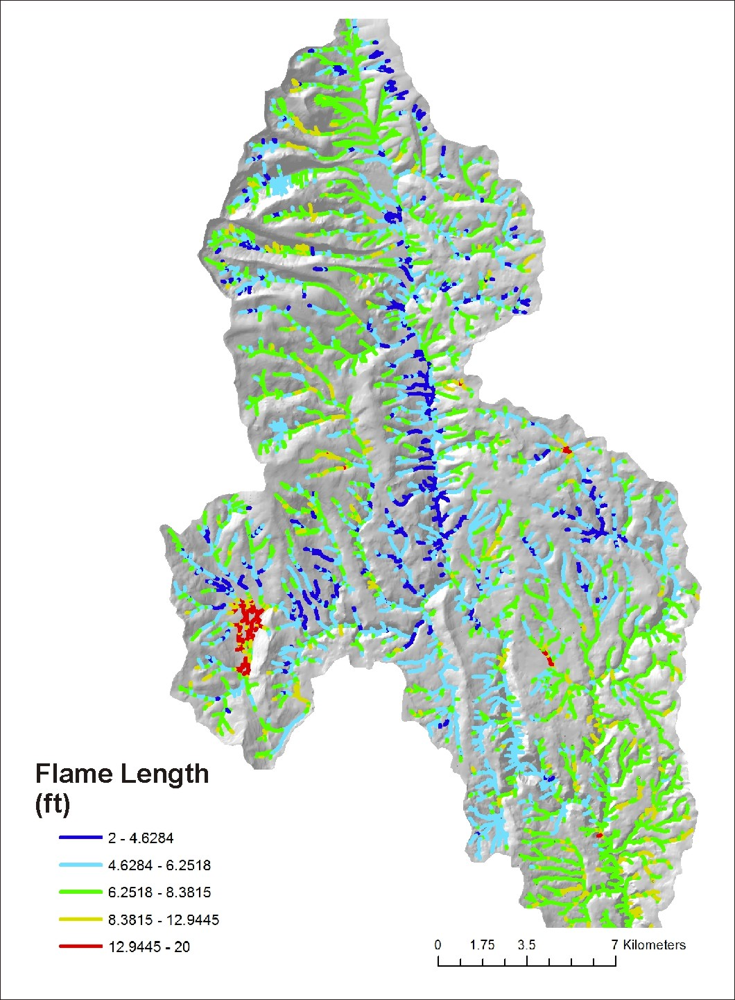 Flame Length
(ft)
2 - 4.6284
4.6284 - 6.2518
6.2518 - 8.3815
8.3815 - 12.9445
12.9445 - 20
0 1.75 3.5 7 Kilometers